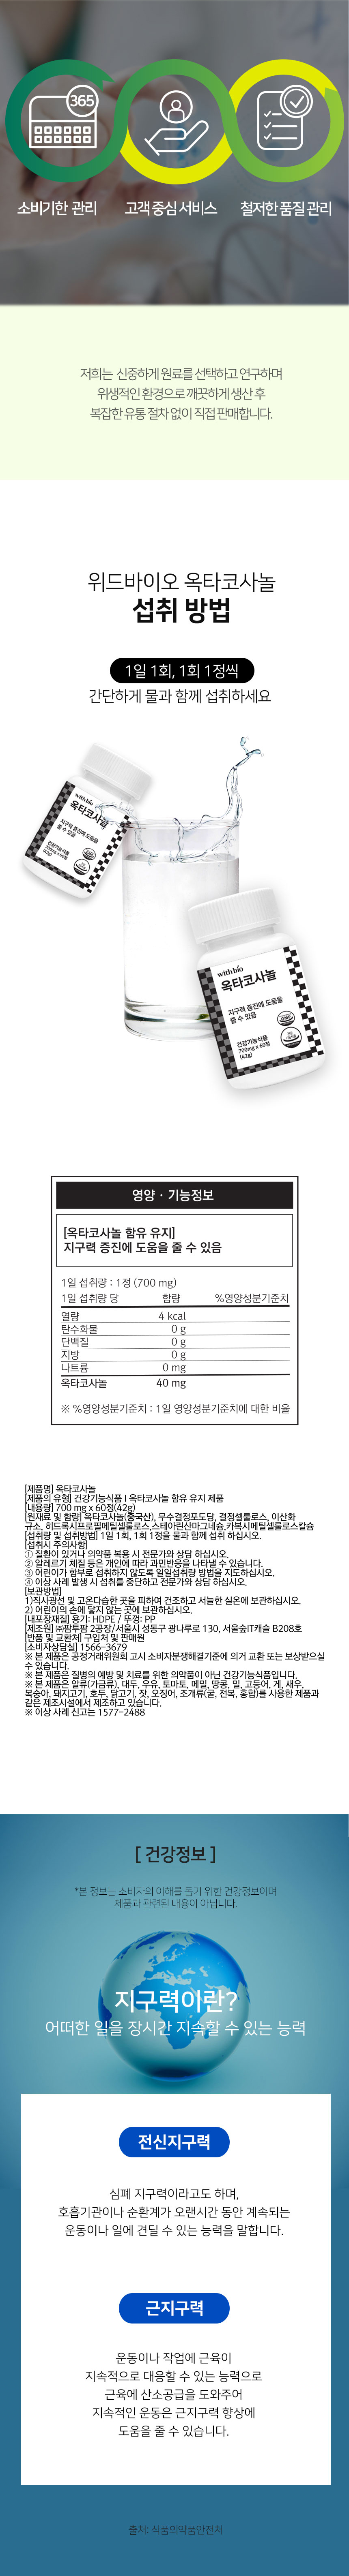 365
소비기한 관리
고객 중심 서비스
철저한 품질 관리
저희는 신중하게 원료를 선택하고 연구하며
위생적인 환경으로 깨끗하게 생산 후
복잡한 유통 절차 없이 직접 판매합니다.
위드바이오 옥타코사놀
섭취 방법
1일 1회, 1회 1정씩
간단하게 물과 함께 섭취하세요
withbio
옥타코사놀
지구력 증진에 도움을
줄 수 있음
건강기능식품
700mg x 60정
(42g)
withbio
옥타코사놀
지구력 증진에 도움을
줄 수 있음
건강기능식품
700mg x 60정
(42g)
영양 · 기능정보
[옥타코사놀 함유 유지]
지구력 증진에 도움을 줄 수 있음
1일 섭취량 : 1정 (700 mg)
1일 섭취량 당 함량 %영양성분기준치
열량 4 kcal
탄수화물 0 g
단백질 0 g
지방 0 g
나트륨 0 mg
옥타코사놀 40 mg
※ %영양성분기준치 : 1일 영양성분기준치에 대한 비율
[제품명] 옥타코사놀
[제품의 유형] 건강기능식품 I 옥타코사놀 함유 유지 제품
[내용량] 700 mg x 60정(42g)
[원재료 및 함량] 옥타코사놀(중국산), 무수결정포도당, 결정셀룰로스, 이산화
규소, 히드록시프로필메틸셀룰로스,스테아린산마그네슘,카복시메틸셀룰로스칼슘
[섭취량 및 섭취방법] 1일 1회, 1회 1정을 물과 함께 섭취 하십시오.
[섭취시 주의사항]
① 질환이 있거나 의약품 복용 시 전문가와 상담 하십시오.
② 알레르기 체질 등은 개인에 따라 과민반응을 나타낼 수 있습니다.
③ 어린이가 함부로 섭취하지 않도록 일일섭취량 방법을 지도하십시오.
④ 이상 사례 발생 시 섭취를 중단하고 전문가와 상담 하십시오.
[보관방법]
1)직사광선 및 고온다습한 곳을 피하여 건조하고 서늘한 실온에 보관하십시오.
2) 어린이의 손에 닿지 않는 곳에 보관하십시오.
[내포장재질] 용기: HDPE / 뚜껑: PP
[제조원] ㈜팜투팜 2공장/서울시 성동구 광나루로 130, 서울숲IT캐슬 B208호
[반품 및 교환처] 구입처 및 판매원
[소비자상담실] 1566-3679
※ 본 제품은 공정거래위원회 고시 소비자분쟁해결기준에 의거 교환 또는 보상받으실
수 있습니다.
※ 본 제품은 질병의 예방 및 치료를 위한 의약품이 아닌 건강기능식품입니다.
※ 본 제품은 알류(가금류), 대두, 우유, 토마토, 메밀, 땅콩, 밀, 고등어, 게, 새우,
복숭아, 돼지고기, 호두, 닭고기, 잣, 오징어, 조개류(굴, 전복, 홍합)를 사용한 제품과
같은 제조시설에서 제조하고 있습니다.
※ 이상 사례 신고는 1577-2488
[ 건강정보 ]
*본 정보는 소비자의 이해를 돕기 위한 건강정보이며
제품과 관련된 내용이 아닙니다.
지구력이란?
어떠한 일을 장시간 지속할 수 있는 능력
전신지구력
심폐 지구력이라고도 하며,
호흡기관이나 순환계가 오랜시간 동안 계속되는
운동이나 일에 견딜 수 있는 능력을 말합니다.
근지구력
운동이나 작업에 근육이
지속적으로 대응할 수 있는 능력으로
근육에 산소공급을 도와주어
지속적인 운동은 근지구력 향상에
도움을 줄 수 있습니다.
출처: 식품의약품안전처